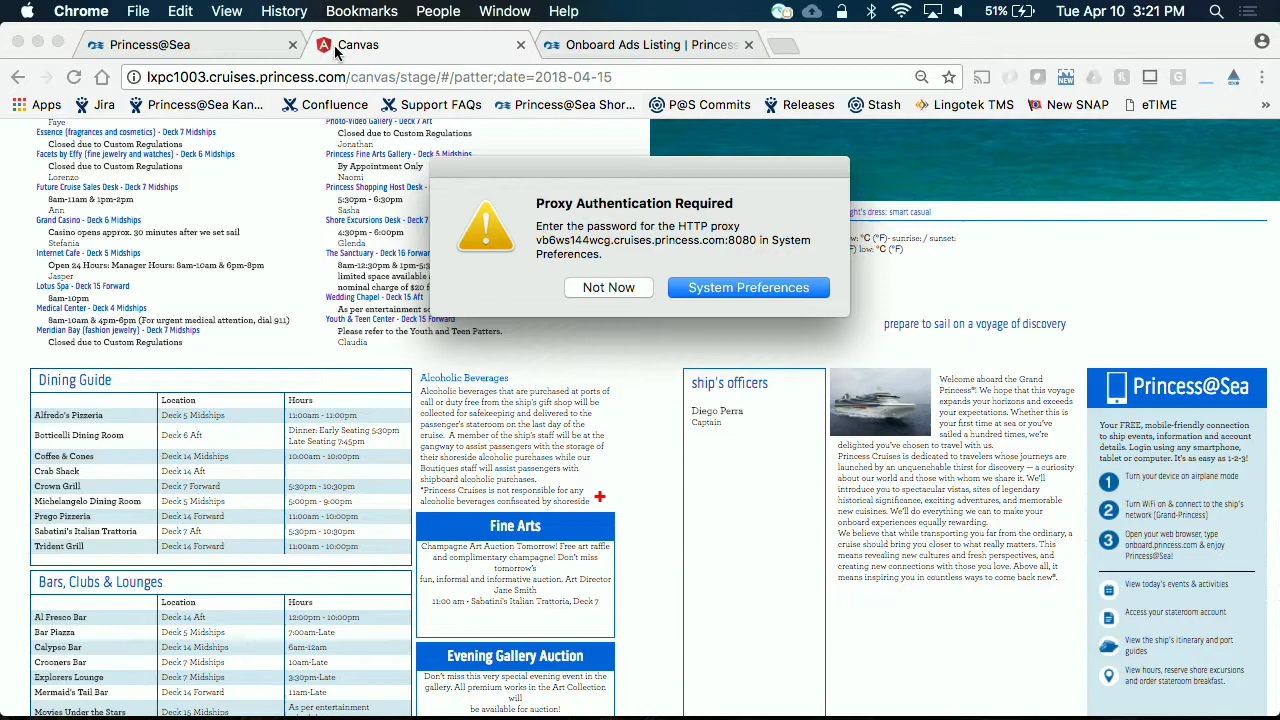 Chrome File Edit View History Bookmarks People Window Help 51% Tue Apr 10 3:21 PM
Princess@Sea
Canvas
Onboard Ads Listing | Princess
lxpc1003.cruises.princess.com/canvas/stage/#/patter;date=2018-04-15
Apps Jira Princess@Sea Kan... Confluence Support FAQs Princess@Sea Shor... P@S Commits Releases Stash Lingotek TMS New SNAP eTIME »
Faye
Essence (fragrances and cosmetics) - Deck 7 Midships
Closed due to Custom Regulations
Facets by Effy (fine jewelry and watches) - Deck 6 Midships
Closed due to Custom Regulations
Lorenzo
Future Cruise Sales Desk - Deck 7 Midships
8am-11am & 1pm-2pm
Ann
Grand Casino - Deck 6 Midships
Casino opens approx. 30 minutes after we set sail
Stefania
Internet Cafe - Deck 5 Midships
Open 24 Hours: Manager Hours: 8am-10am & 6pm-8pm
Jasper
Lotus Spa - Deck 15 Forward
8am-10pm
Medical Center - Deck 4 Midships
8am-10am & 4pm-6pm (For urgent medical attention, dial 911)
Meridian Bay (fashion jewelry) - Deck 7 Midships
Closed due to Custom Regulations
Photo-Video Gallery - Deck 7 Aft
Closed due to Custom Regulations
Jonathan
Princess Fine Arts Gallery - Deck 5 Midships
By Appointment Only
Naomi
Princess Shopping Host Desk -
5:30pm - 6:30pm
Sasha
Shore Excursions Desk -
4:30pm - 6:00pm
Glenda
The Sanctuary - Deck 16 Forwa
8am-12:30pm & 1pm-5:
limited space available
nominal charge of $20
Wedding Chapel - Deck 15 Aft
As per entertainment s
Youth & Teen Center - Deck 15 Forward
Please refer to the Youth and Teen Patters.
Claudia
Proxy Authentication Required
Enter the password for the HTTP proxy
vb6ws144wcg.cruises.princess.com:8080 in System
Preferences.
Not Now
System Preferences
ght's dress: smart casual
ow: °C (°F)- sunrise: / sunset:
F) low: °C (°F)
prepare to sail on a voyage of discovery
Dining Guide
Location Hours
Alfredo's Pizzeria Deck 5 Midships 11:00am - 11:00pm
Botticelli Dining Room Deck 6 Aft Dinner: Early Seating 5:30pm
Late Seating 7:45pm
Coffee & Cones Deck 14 Midships 10:00am - 10:00pm
Crab Shack Deck 14 Aft
Crown Grill Deck 7 Forward 5:30pm - 10:30pm
Michelangelo Dining Room Deck 5 Midships 5:00pm - 9:00pm
Prego Pizzeria Deck 14 Forward 11:00am - 10:00pm
Sabatini's Italian Trattoria Deck 7 Aft 5:30pm - 10:30pm
Trident Grill Deck 14 Forward 11:00am - 10:00pm
Bars, Clubs & Lounges
Location Hours
Al Fresco Bar Deck 14 Aft 12:00pm - 10:00pm
Bar Piazza Deck 5 Midships 7:00am-Late
Calypso Bar Deck 14 Midships 6am-12am
Crooners Bar Deck 7 Midships 10am-Late
Explorers Lounge Deck 7 Midships 3:30pm-Late
Mermaid's Tail Bar Deck 14 Forward 11am-Late
Movies Under the Stars Deck 15 Midships As per entertainment
Alcoholic Beverages
Alcoholic beverages that are purchased at ports of
call or duty free from the ship's gift shop will be
collected for safekeeping and delivered to the
passenger's stateroom on the last day of the
cruise. A member of the ship's staff will be at the
gangway to assist passengers with the storage of
their shoreside alcoholic purchases while our
Boutiques staff will assist passengers with
shipboard alcoholic purchases.
*Princess Cruises is not responsible for any
alcoholic beverages confiscated by shoreside
Fine Arts
Champagne Art Auction Tomorrow! Free art raffle
and complimentary champagne! Don't miss
tomorrow's
fun, informal and informative auction. Art Director
Jane Smith
11:00 am • Sabatini's Italian Trattoria, Deck 7
Evening Gallery Auction
Don't miss this very special evening event in the
gallery. All premium works in the Art Collection
will
be available for auction!
ship's officers
Diego Perra
Captain
Welcome aboard the Grand
Princess®! We hope that this voyage
expands your horizons and exceeds
your expectations. Whether this is
your first time at sea or you've
sailed a hundred times, we're
delighted you've chosen to travel with us.
Princess Cruises is dedicated to travelers whose journeys are
launched by an unquenchable thirst for discovery — a curiosity
about our world and those with whom we share it. We'll
introduce you to spectacular vistas, sites of legendary
historical significance, exciting adventures, and memorable
new cuisines. We'll do everything we can to make your
onboard experiences equally rewarding.
We believe that while transporting you far from the ordinary, a
cruise should bring you closer to what really matters. This
means revealing new cultures and fresh perspectives, and
creating new connections with those you love. Above all, it
means inspiring you in countless ways to come back new®.
Princess@Sea
Your FREE, mobile-friendly connection
to ship events, information and account
details. Login using any smartphone,
tablet or computer. It's as easy as 1-2-3!
1 Turn your device on airplane mode
2 Turn WiFi on & connect to the ship's
network [Grand-Princess]
3 Open your web browser, type
onboard.princess.com & enjoy
Princess@Sea!
View today's events & activities
Access your stateroom account
View the ship's itinerary and port
guides
View hours, reserve shore excursions
and order stateroom breakfast.